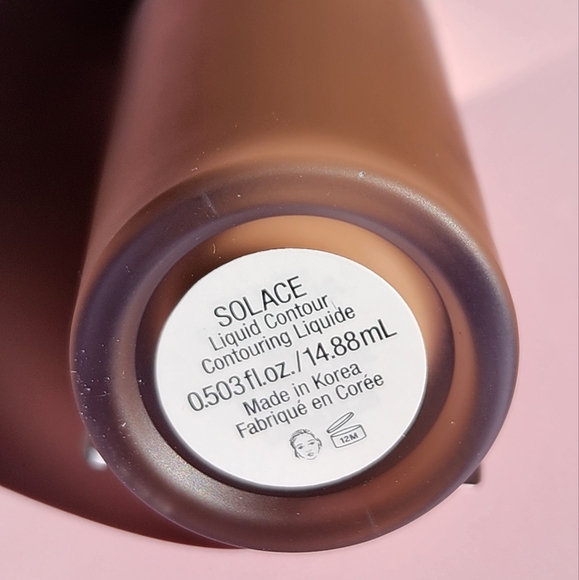 SOLACE
Liquid Contour
Contouring Liquide
0.503 fl.oz./14.88mL
Made in Korea
Fabriqué en Corée
12M